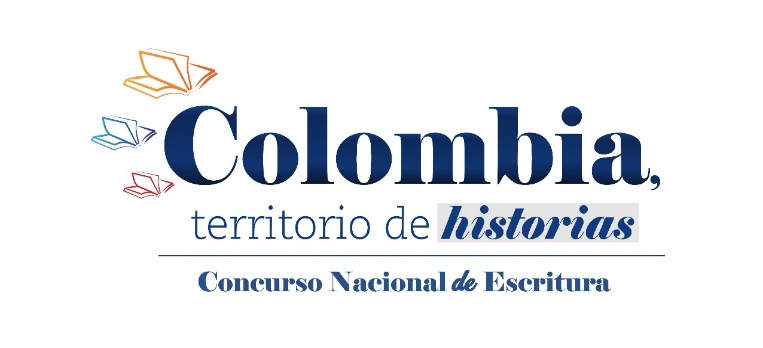 Colombia,
territorio de historias
Concurso Nacional de Escritura